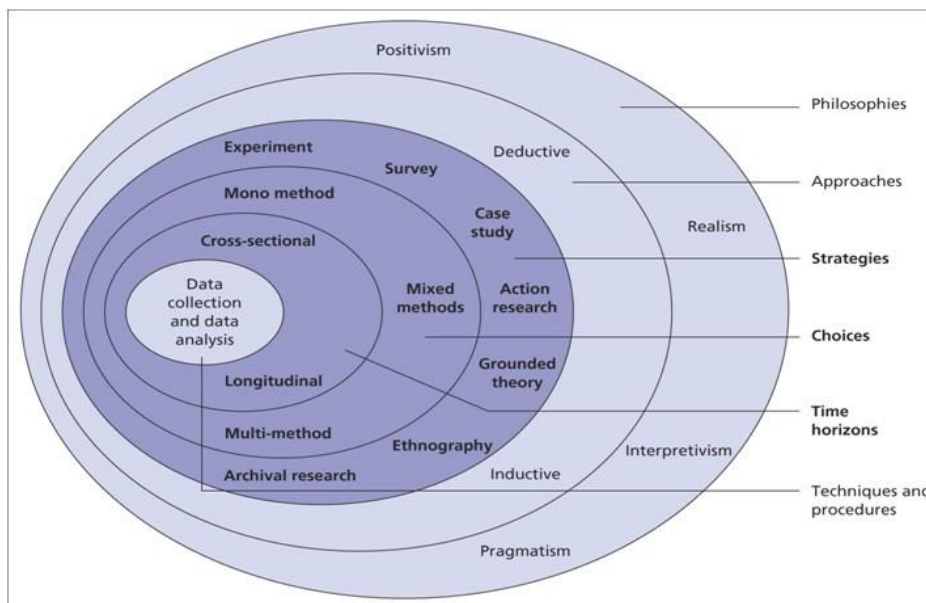 Positivism
Philosophies
Experiment
Deductive
Survey
Approaches
Mono method
Case
study
Realism
Cross-sectional
Strategies
Data
collection
and data
analysis
Mixed
methods
Action
research
Choices
Grounded
theory
Longitudinal
Time
horizons
Multi-method
Ethnography
Interpretivism
Archival research
Inductive
Techniques and
procedures
Pragmatism